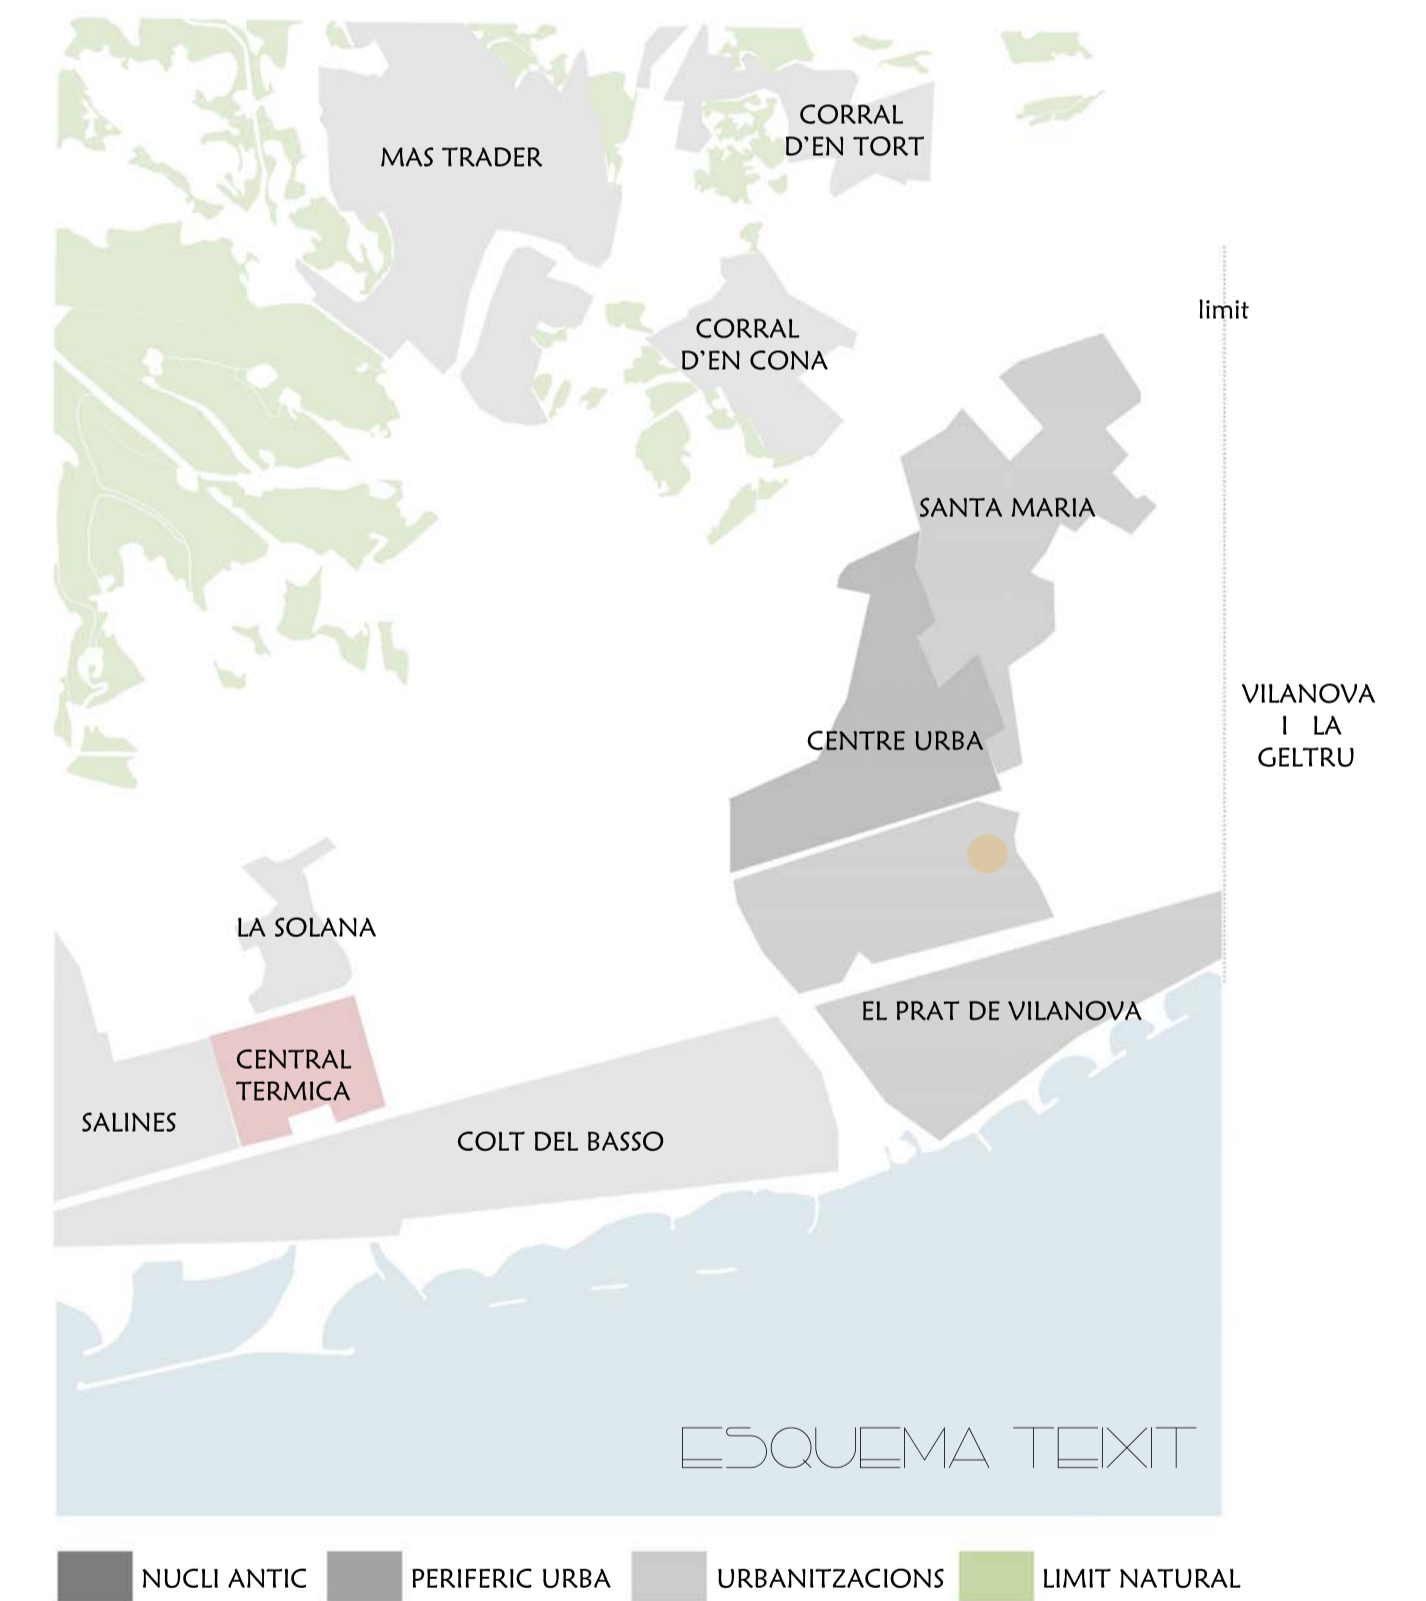 CORRAL
D'EN TORT
MAS TRADER
limit
CORRAL
D'EN CONA
SANTA MARIA
VILANOVA
I LA
GELTRU
CENTRE URBA
LA SOLANA
EL PRAT DE VILANOVA
CENTRAL
TERMICA
SALINES
COLT DEL BASSO
ESQUEMA TEIXIT
NUCLI ANTIC
PERIFERIC URBA
URBANITZACIONS
LIMIT NATURAL